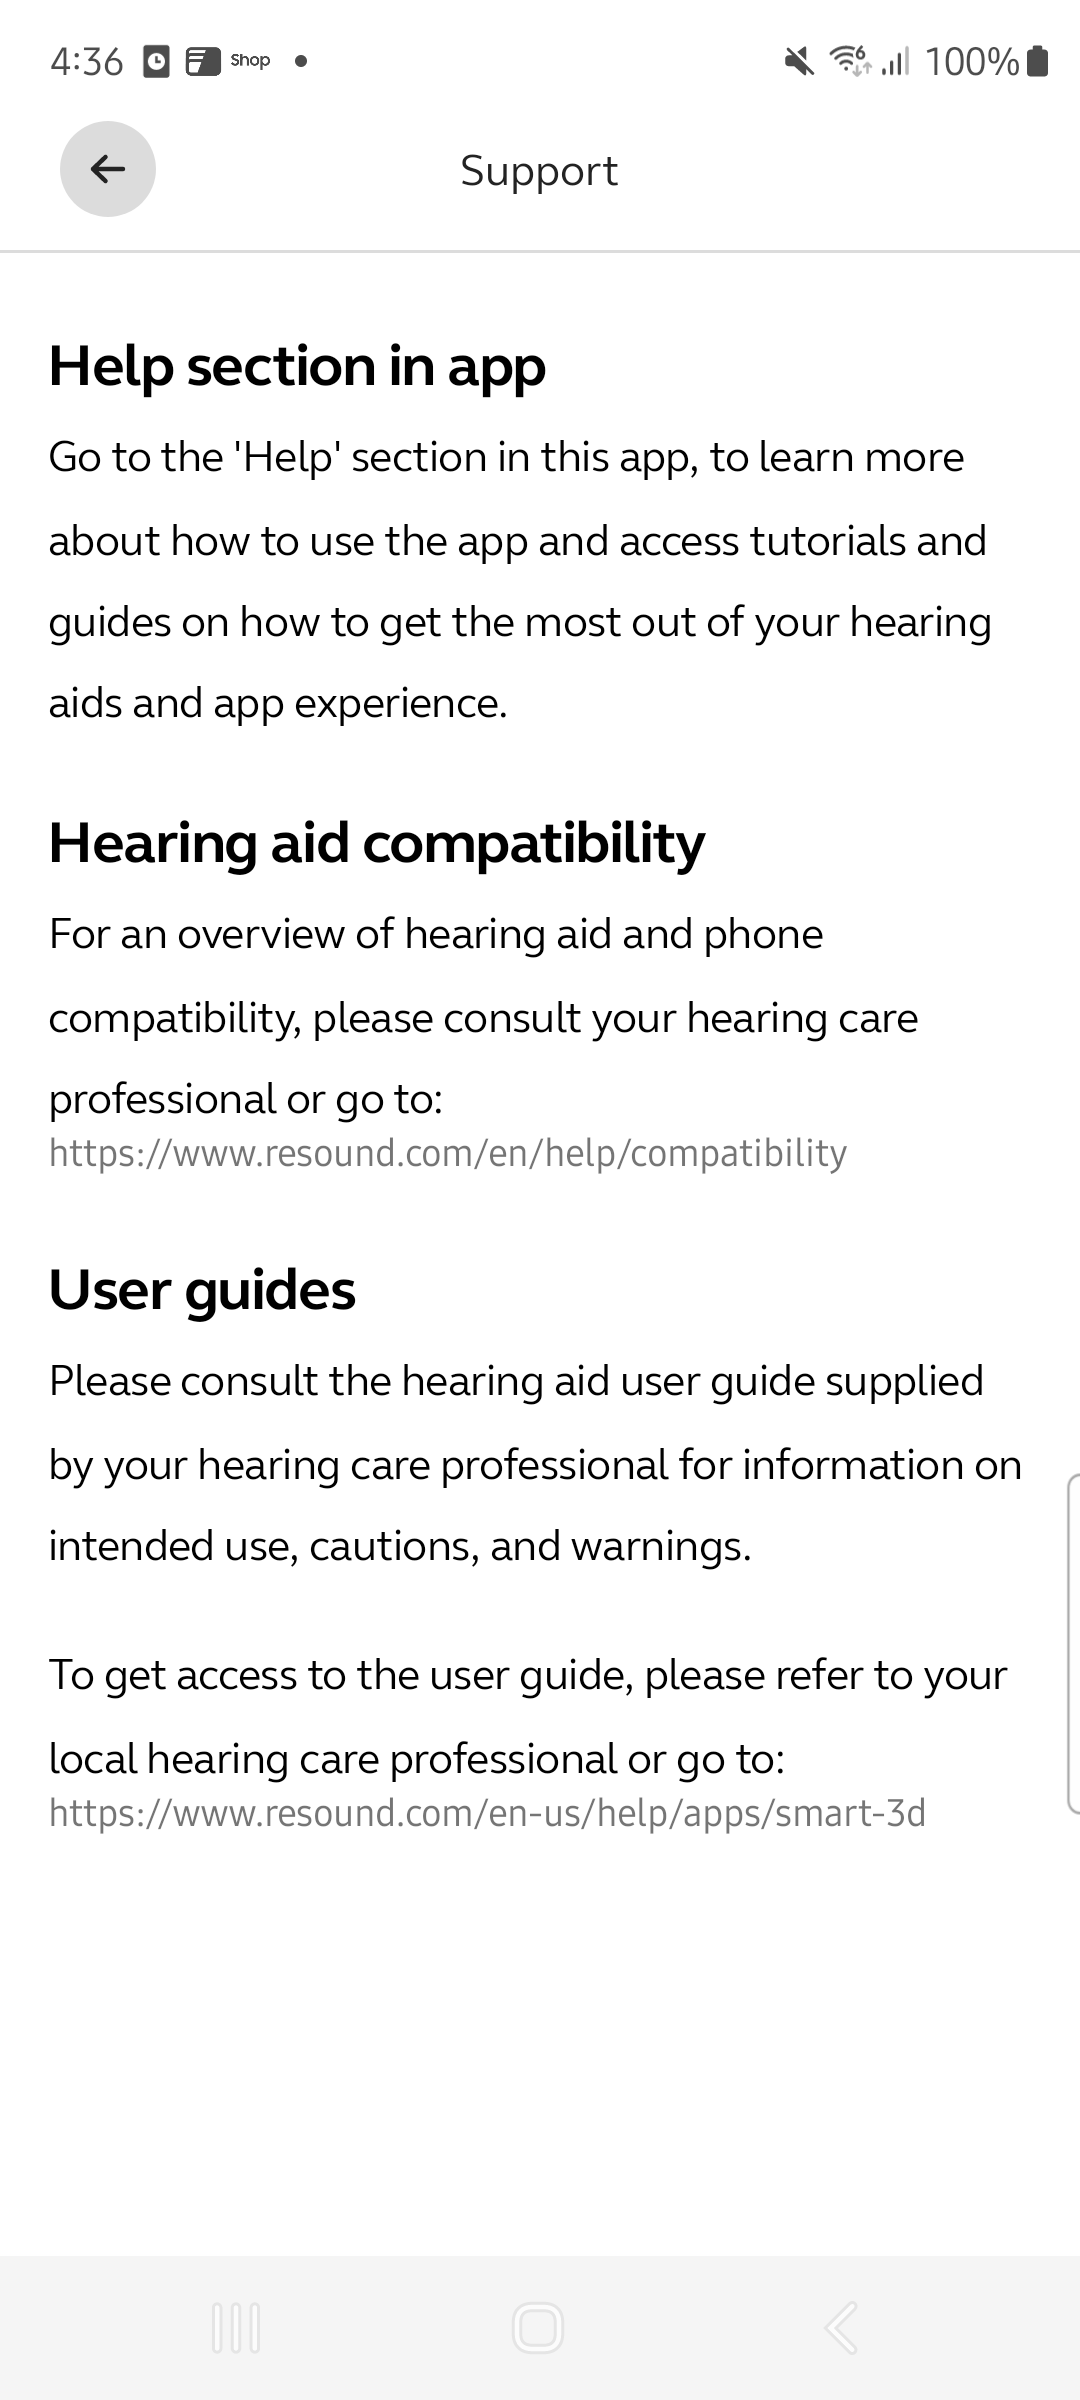 4:36 Shop 6 100%
Support
Help section in app
Go to the 'Help' section in this app, to learn more
about how to use the app and access tutorials and
guides on how to get the most out of your hearing
aids and app experience.
Hearing aid compatibility
For an overview of hearing aid and phone
compatibility, please consult your hearing care
professional or go to:
https://www.resound.com/en/help/compatibility
User guides
Please consult the hearing aid user guide supplied
by your hearing care professional for information on
intended use, cautions, and warnings.
To get access to the user guide, please refer to your
local hearing care professional or go to:
https://www.resound.com/en-us/help/apps/smart-3d